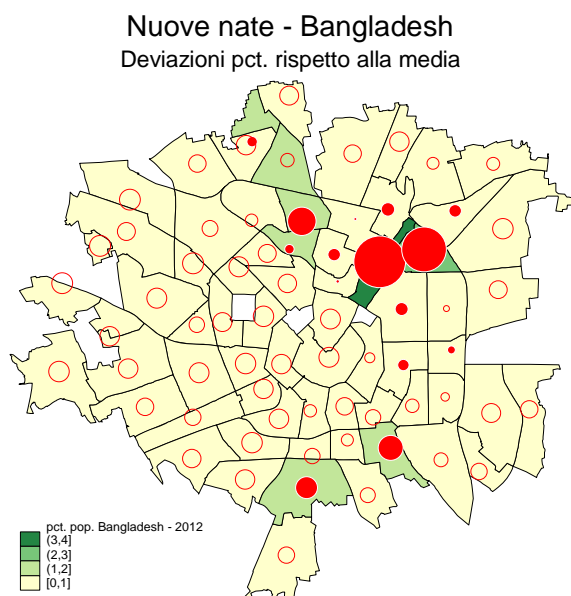 Nuove nate - Bangladesh
Deviazioni pct. rispetto alla media
pct. pop. Bangladesh - 2012
(3,4]
(2,3]
(1,2]
[0,1]